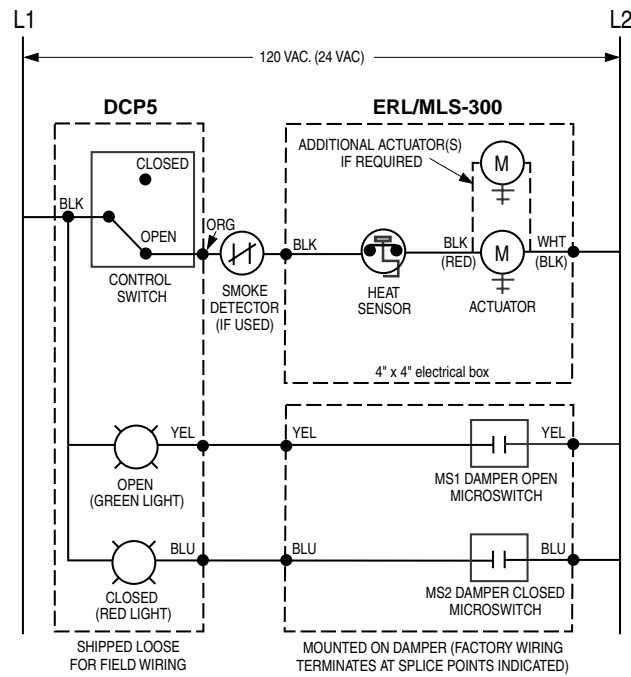 L1
L2
120 VAC. (24 VAC)
DCP5
ERL/MLS-300
ADDITIONAL ACTUATOR(S)
IF REQUIRED
M
CLOSED
BLK
OPEN
ORG
CONTROL
SWITCH
SMOKE
DETECTOR
(IF USED)
BLK
HEAT
SENSOR
BLK
(RED)
M
WHT
(BLK)
ACTUATOR
4" x 4" electrical box
YEL
YEL
YEL
OPEN
(GREEN LIGHT)
MS1 DAMPER OPEN
MICROSWITCH
BLU
BLU
BLU
CLOSED
(RED LIGHT)
MS2 DAMPER CLOSED
MICROSWITCH
SHIPPED LOOSE
FOR FIELD WIRING
MOUNTED ON DAMPER (FACTORY WIRING
TERMINATES AT SPLICE POINTS INDICATED)